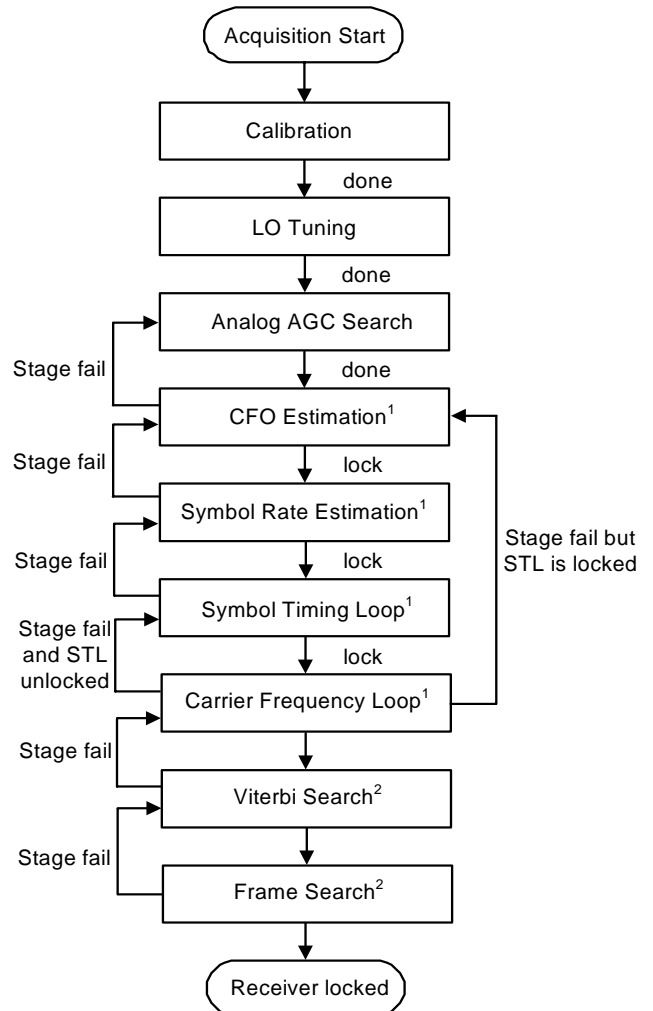 Acquisition Start
Calibration
done
LO Tuning
done
Analog AGC Search
Stage fail
done
CFO Estimation¹
Stage fail
lock
Symbol Rate Estimation¹
Stage fail but
STL is locked
Stage fail
lock
Symbol Timing Loop¹
Stage fail
and STL
unlocked
lock
Carrier Frequency Loop¹
Stage fail
Viterbi Search²
Stage fail
Frame Search²
Receiver locked